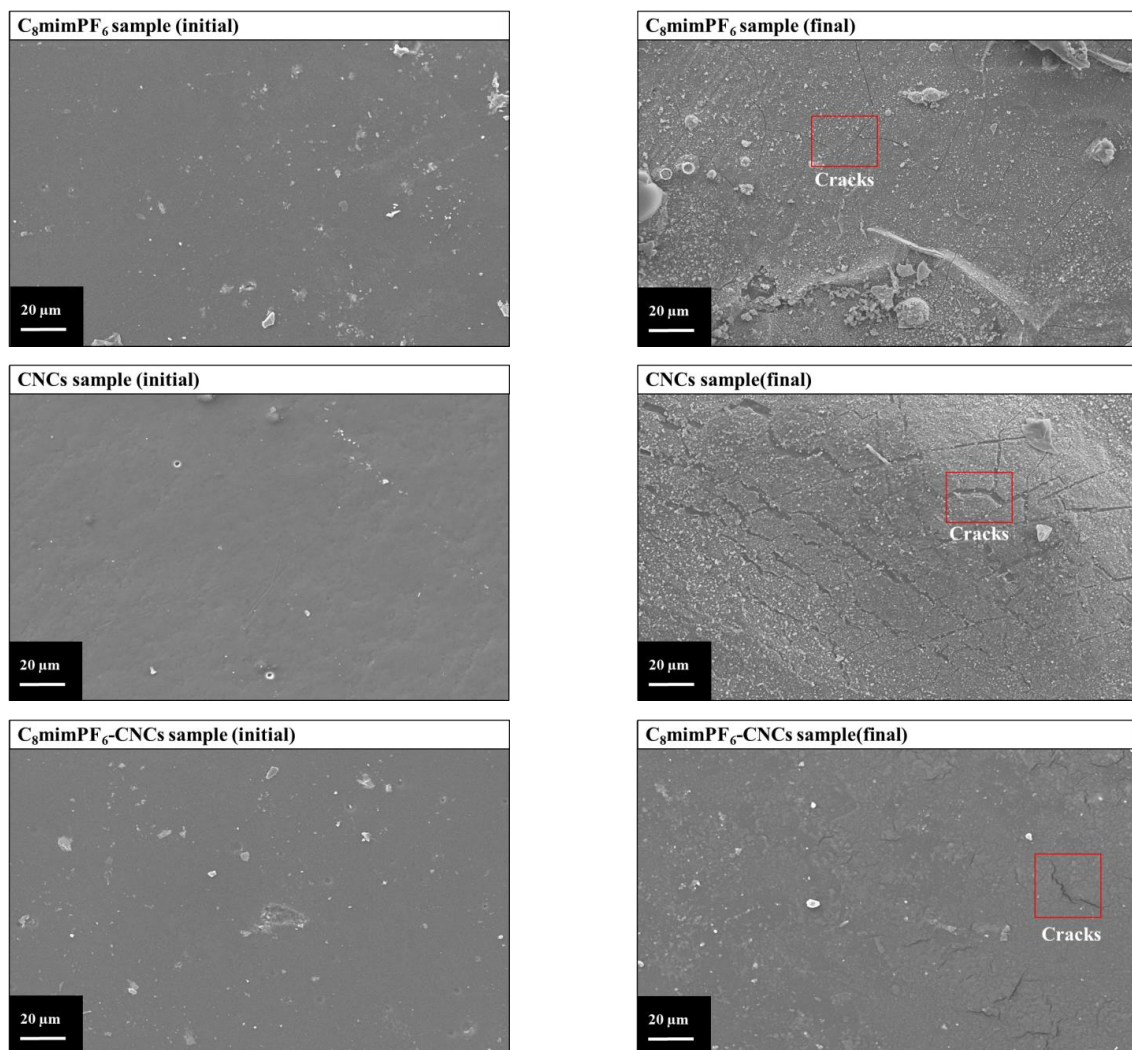 C₈mimPF₆ sample (initial)
20 μm
C₈mimPF₆ sample (final)
Cracks
20 μm
CNCs sample (initial)
20 μm
CNCs sample(final)
Cracks
20 μm
C₈mimPF₆-CNCs sample (initial)
20 μm
C₈mimPF₆-CNCs sample(final)
Cracks
20 μm